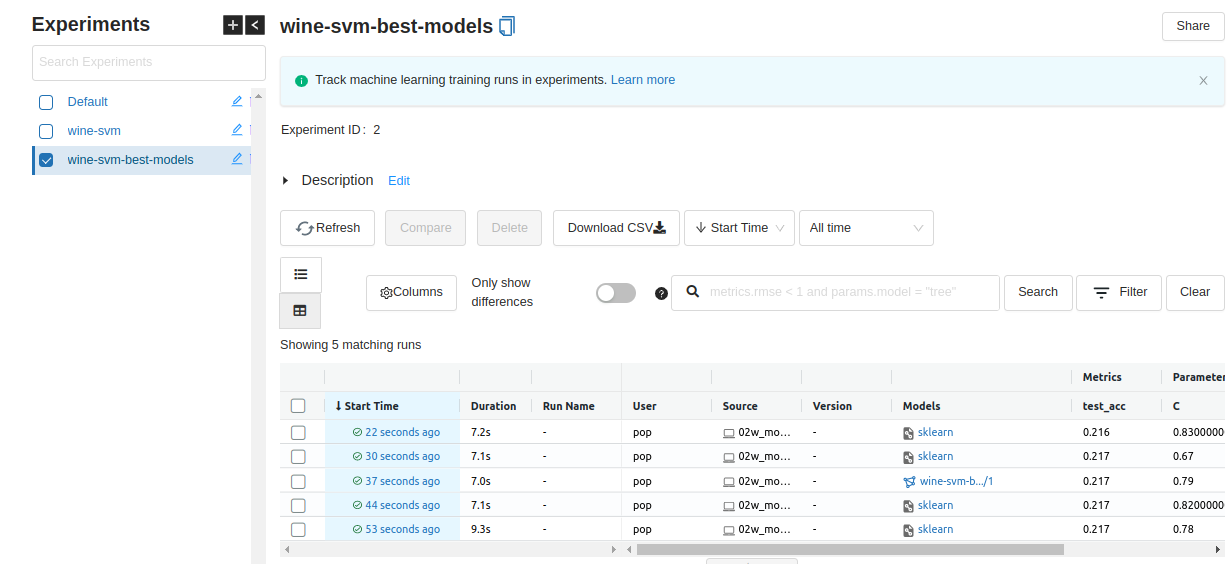 Experiments
wine-svm-best-models
Share
Search Experiments
Track machine learning training runs in experiments. Learn more
Default
wine-svm
wine-svm-best-models
Experiment ID: 2
Description Edit
Refresh Compare Delete Download CSV Start Time All time
Columns Only show differences metrics.rmse < 1 and params.model = "tree" Search Filter Clear
Showing 5 matching runs
Metrics Parameter
Start Time Duration Run Name User Source Version Models test_acc C
22 seconds ago 7.2s - pop 02w_mo... - sklearn 0.216 0.83000000
30 seconds ago 7.1s - pop 02w_mo... - sklearn 0.217 0.67
37 seconds ago 7.0s - pop 02w_mo... - wine-svm-b.../1 0.217 0.79
44 seconds ago 7.1s - pop 02w_mo... - sklearn 0.217 0.82000000
53 seconds ago 9.3s - pop 02w_mo... - sklearn 0.217 0.78